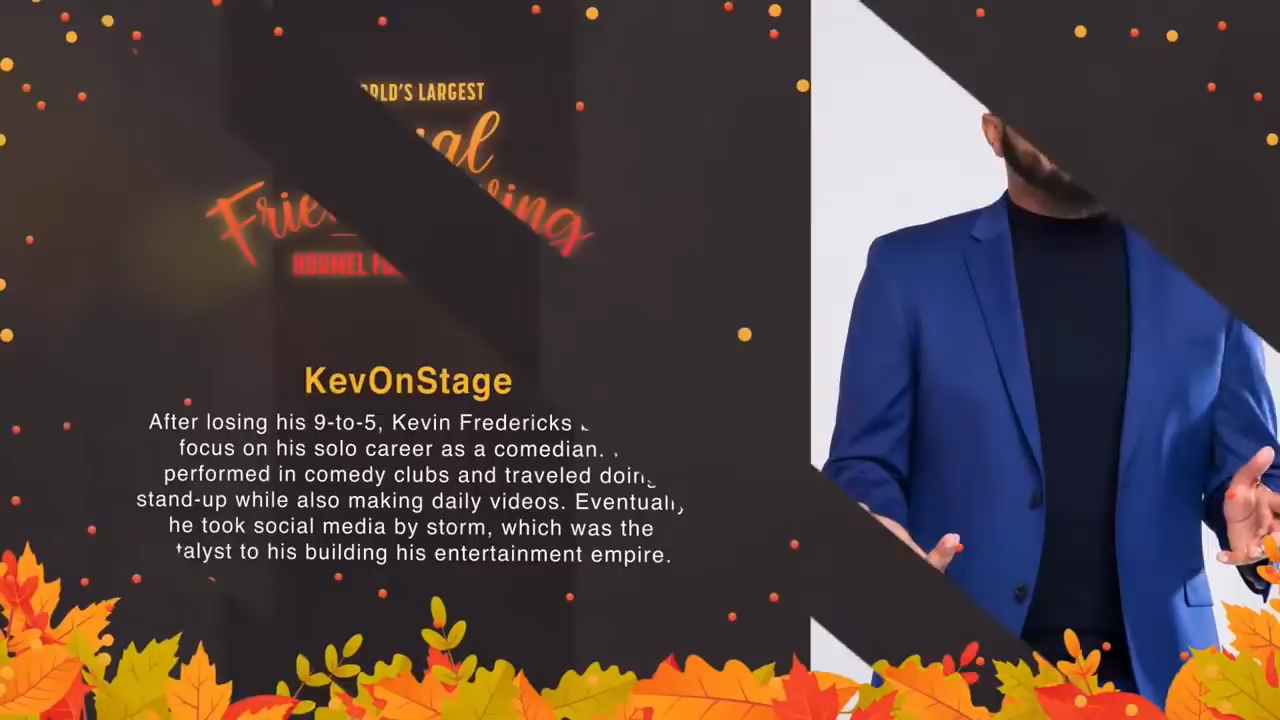 LARGEST
KevOnStage
After losing his 9-to-5, Kevin Fredericks
focus on his solo career as a comedian.
performed in comedy clubs and traveled
stand-up while also making daily videos.
he took social media by storm, which was the
to his building his entertainment empire.